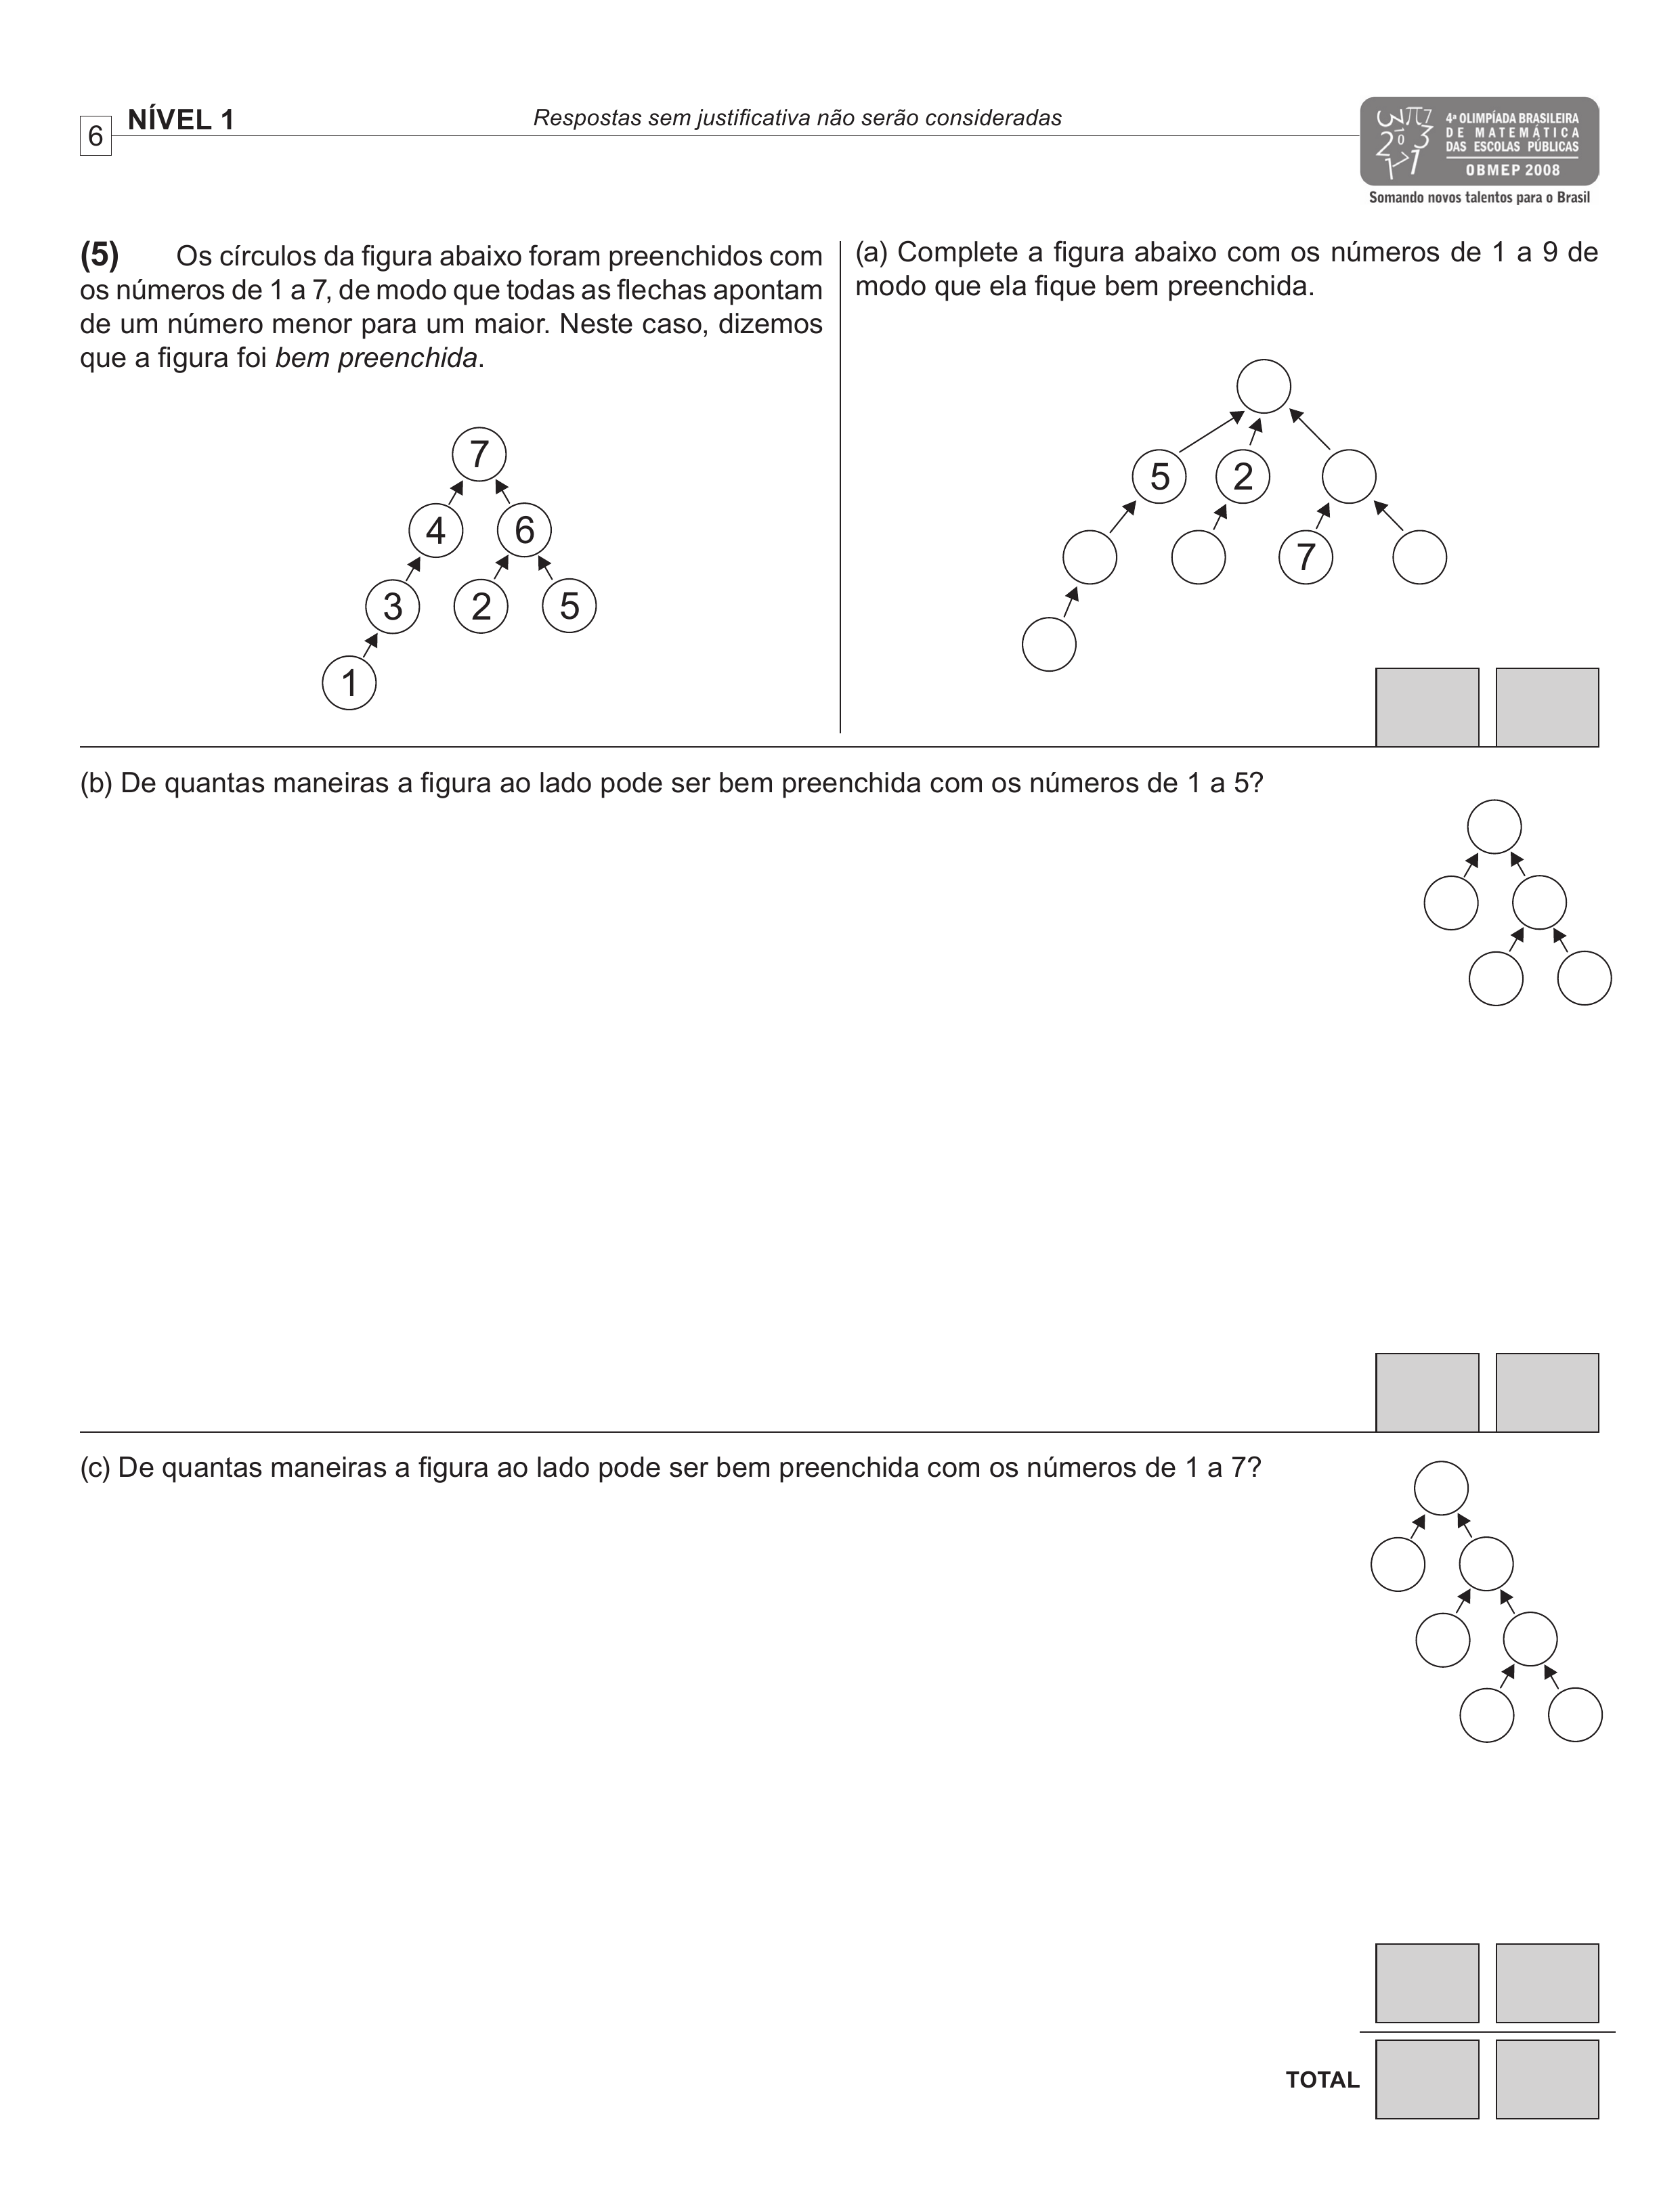 6
NÍVEL 1
Respostas sem justificativa não serão consideradas
4ª OLIMPÍADA BRASILEIRA
DE MATEMÁTICA
DAS ESCOLAS PÚBLICAS
OBMEP 2008
Somando novos talentos para o Brasil
(5) Os círculos da figura abaixo foram preenchidos com
os números de 1 a 7, de modo que todas as flechas apontam
de um número menor para um maior. Neste caso, dizemos
que a figura foi bem preenchida.
7
4 6
3 2 5
1
(a) Complete a figura abaixo com os números de 1 a 9 de
modo que ela fique bem preenchida.
5 2
7
(b) De quantas maneiras a figura ao lado pode ser bem preenchida com os números de 1 a 5?
(c) De quantas maneiras a figura ao lado pode ser bem preenchida com os números de 1 a 7?
TOTAL